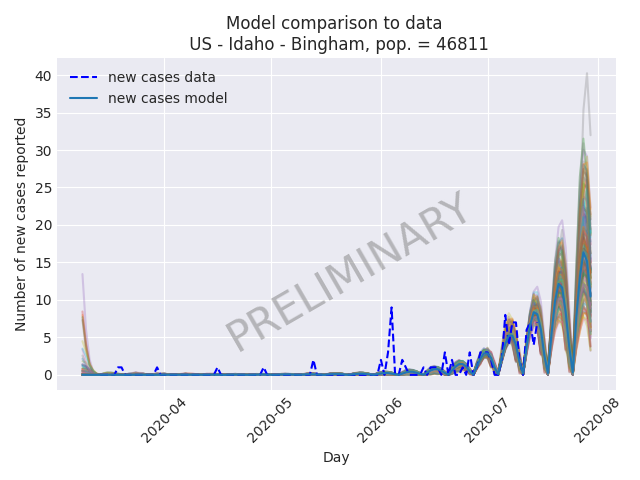 Model comparison to data
US - Idaho - Bingham, pop. = 46811
new cases data
new cases model
Number of new cases reported
40
35
30
25
20
15
10
5
0
PRELIMINARY
2020-04
2020-05
2020-06
2020-07
2020-08
Day